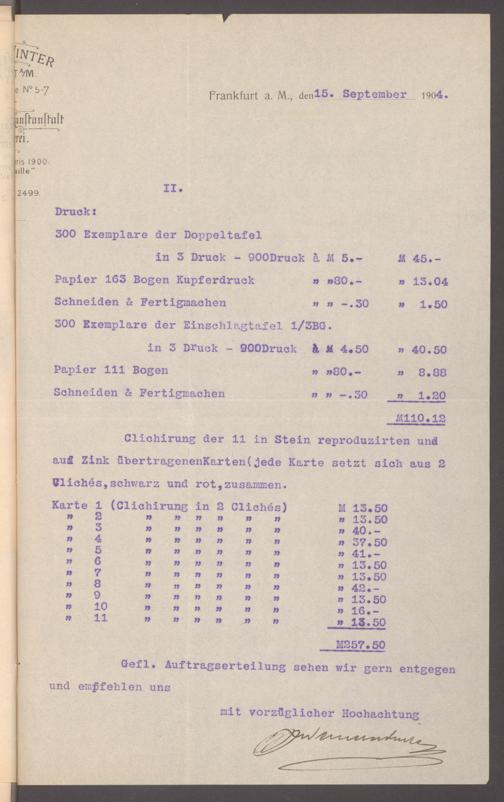 INTER
T A/M.
e Nº 5-7
unstanstalt
rei.
ris 1900.
aille"
2499.
Frankfurt a. M., den 15. September 1904.
II.
Druck:
300 Exemplare der Doppeltafel
in 3 Druck - 900Druck à M 5.- M 45.-
Papier 163 Bogen Kupferdruck " "80.- " 13.04
Schneiden & Fertigmachen " " -.30 " 1.50
300 Exemplare der Einschlagtafel 1/3BG.
in 3 Druck - 900Druck à M 4.50 " 40.50
Papier 111 Bogen " "80.- " 8.88
Schneiden & Fertigmachen " " -.30 " 1.20
M110.12
Clichirung der 11 in Stein reproduzirten und
auf Zink übertragenenKarten(jede Karte setzt sich aus 2
Clichés,schwarz und rot,zusammen.
Karte 1 (Clichirung in 2 Clichés) M 13.50
" 2 " " " " " " " 13.50
" 3 " " " " " " " 40.-
" 4 " " " " " " " 37.50
" 5 " " " " " " " 41.-
" 6 " " " " " " " 13.50
" 7 " " " " " " " 13.50
" 8 " " " " " " " 42.-
" 9 " " " " " " " 13.50
" 10 " " " " " " " 16.-
" 11 " " " " " " " 13.50
M257.50
Gefl. Auftragserteilung sehen wir gern entgegen
und empfehlen uns
mit vorzüglicher Hochachtung